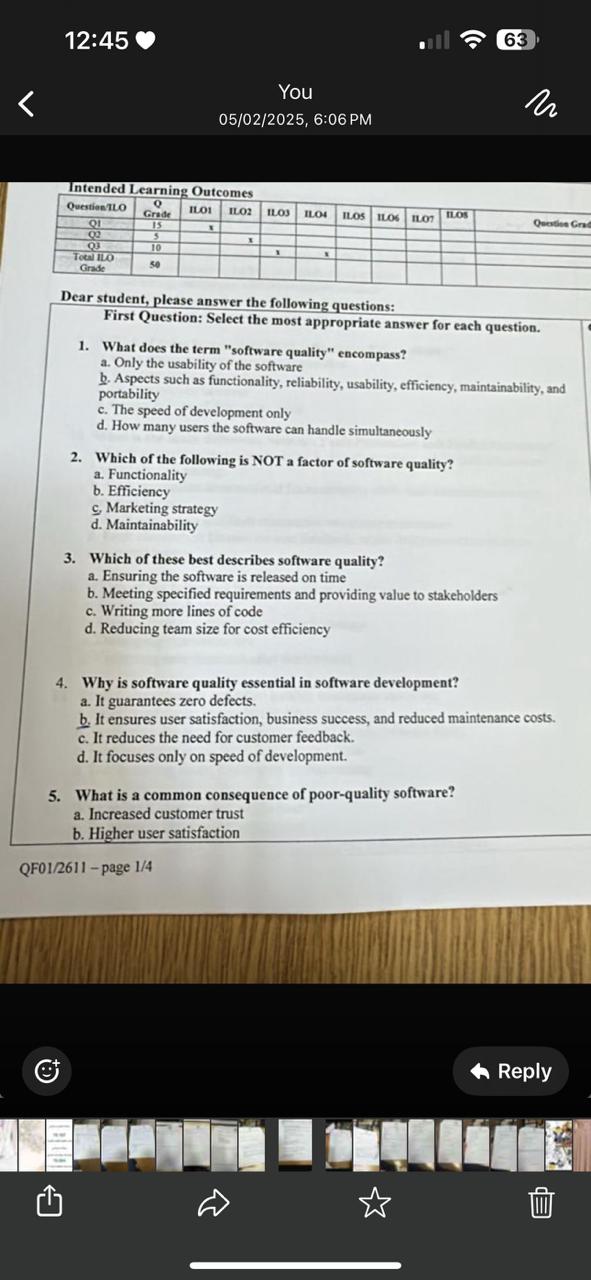 12:45
63
You
05/02/2025, 6:06 PM
Intended Learning Outcomes
Question/ILO Q Grade ILO1 ILO2 ILO3 ILO4 ILO5 ILO6 ILO7 ILO8 Question Grad
Q1 15 x
Q2 5 x
Q3 10 x x
Total ILO Grade 50
Dear student, please answer the following questions:
First Question: Select the most appropriate answer for each question.
1. What does the term "software quality" encompass?
a. Only the usability of the software
b. Aspects such as functionality, reliability, usability, efficiency, maintainability, and
portability
c. The speed of development only
d. How many users the software can handle simultaneously
2. Which of the following is NOT a factor of software quality?
a. Functionality
b. Efficiency
c. Marketing strategy
d. Maintainability
3. Which of these best describes software quality?
a. Ensuring the software is released on time
b. Meeting specified requirements and providing value to stakeholders
c. Writing more lines of code
d. Reducing team size for cost efficiency
4. Why is software quality essential in software development?
a. It guarantees zero defects.
b. It ensures user satisfaction, business success, and reduced maintenance costs.
c. It reduces the need for customer feedback.
d. It focuses only on speed of development.
5. What is a common consequence of poor-quality software?
a. Increased customer trust
b. Higher user satisfaction
QF01/2611 – page 1/4
Reply